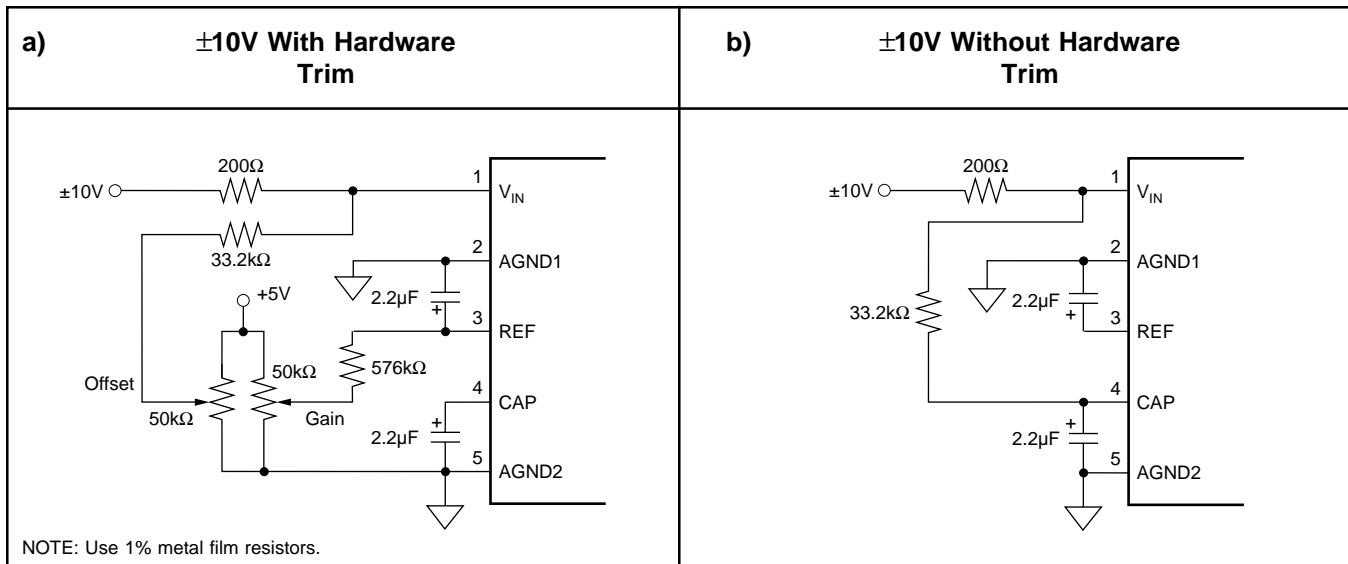 a)
±10V With Hardware
Trim
200Ω
±10V
33.2kΩ
+5V
Offset
50kΩ
50kΩ
Gain
576kΩ
2.2µF
+
2.2µF
+
1
VIN
2
AGND1
3
REF
4
CAP
5
AGND2
NOTE: Use 1% metal film resistors.
b)
±10V Without Hardware
Trim
200Ω
±10V
33.2kΩ
2.2µF
+
2.2µF
+
1
VIN
2
AGND1
3
REF
4
CAP
5
AGND2